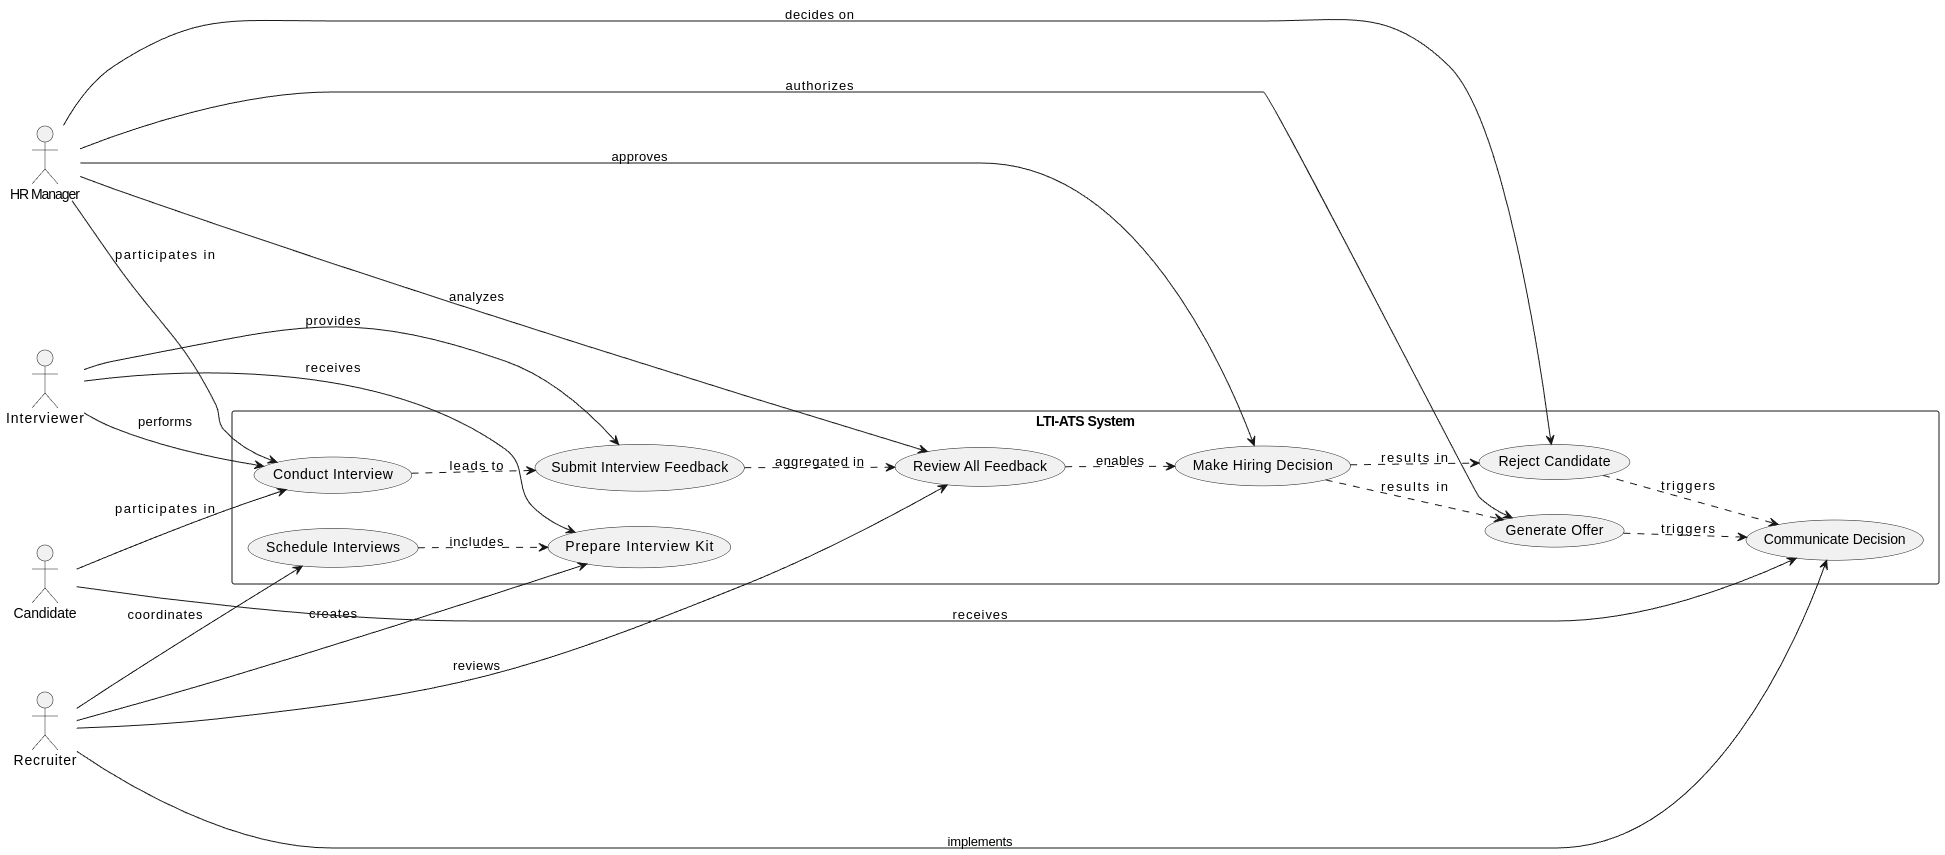 decides on
authorizes
approves
HR Manager
participates in
analyzes
provides
receives
Interviewer
performs
LTI-ATS System
Conduct Interview
leads to
Submit Interview Feedback
aggregated in
Review All Feedback
enables
Make Hiring Decision
results in
Reject Candidate
results in
triggers
participates in
Generate Offer
triggers
Communicate Decision
Schedule Interviews
includes
Prepare Interview Kit
Candidate
coordinates
creates
receives
reviews
Recruiter
implements